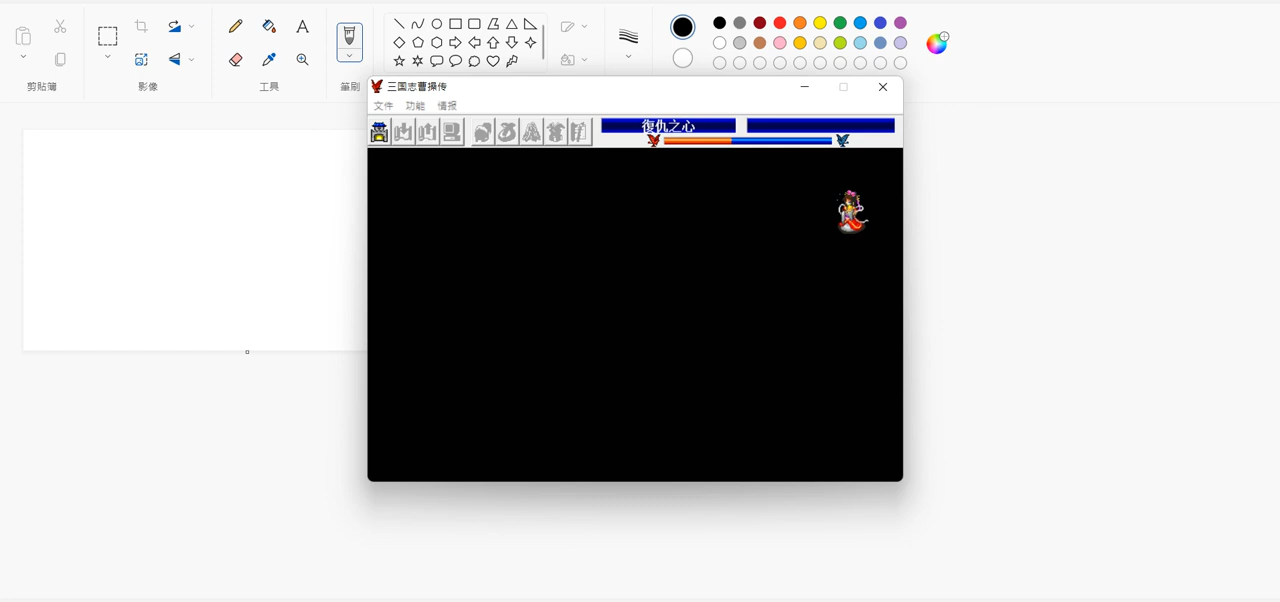 剪貼簿
影像
工具
筆刷
三国志曹操传
文件 功能 情报
復仇之心